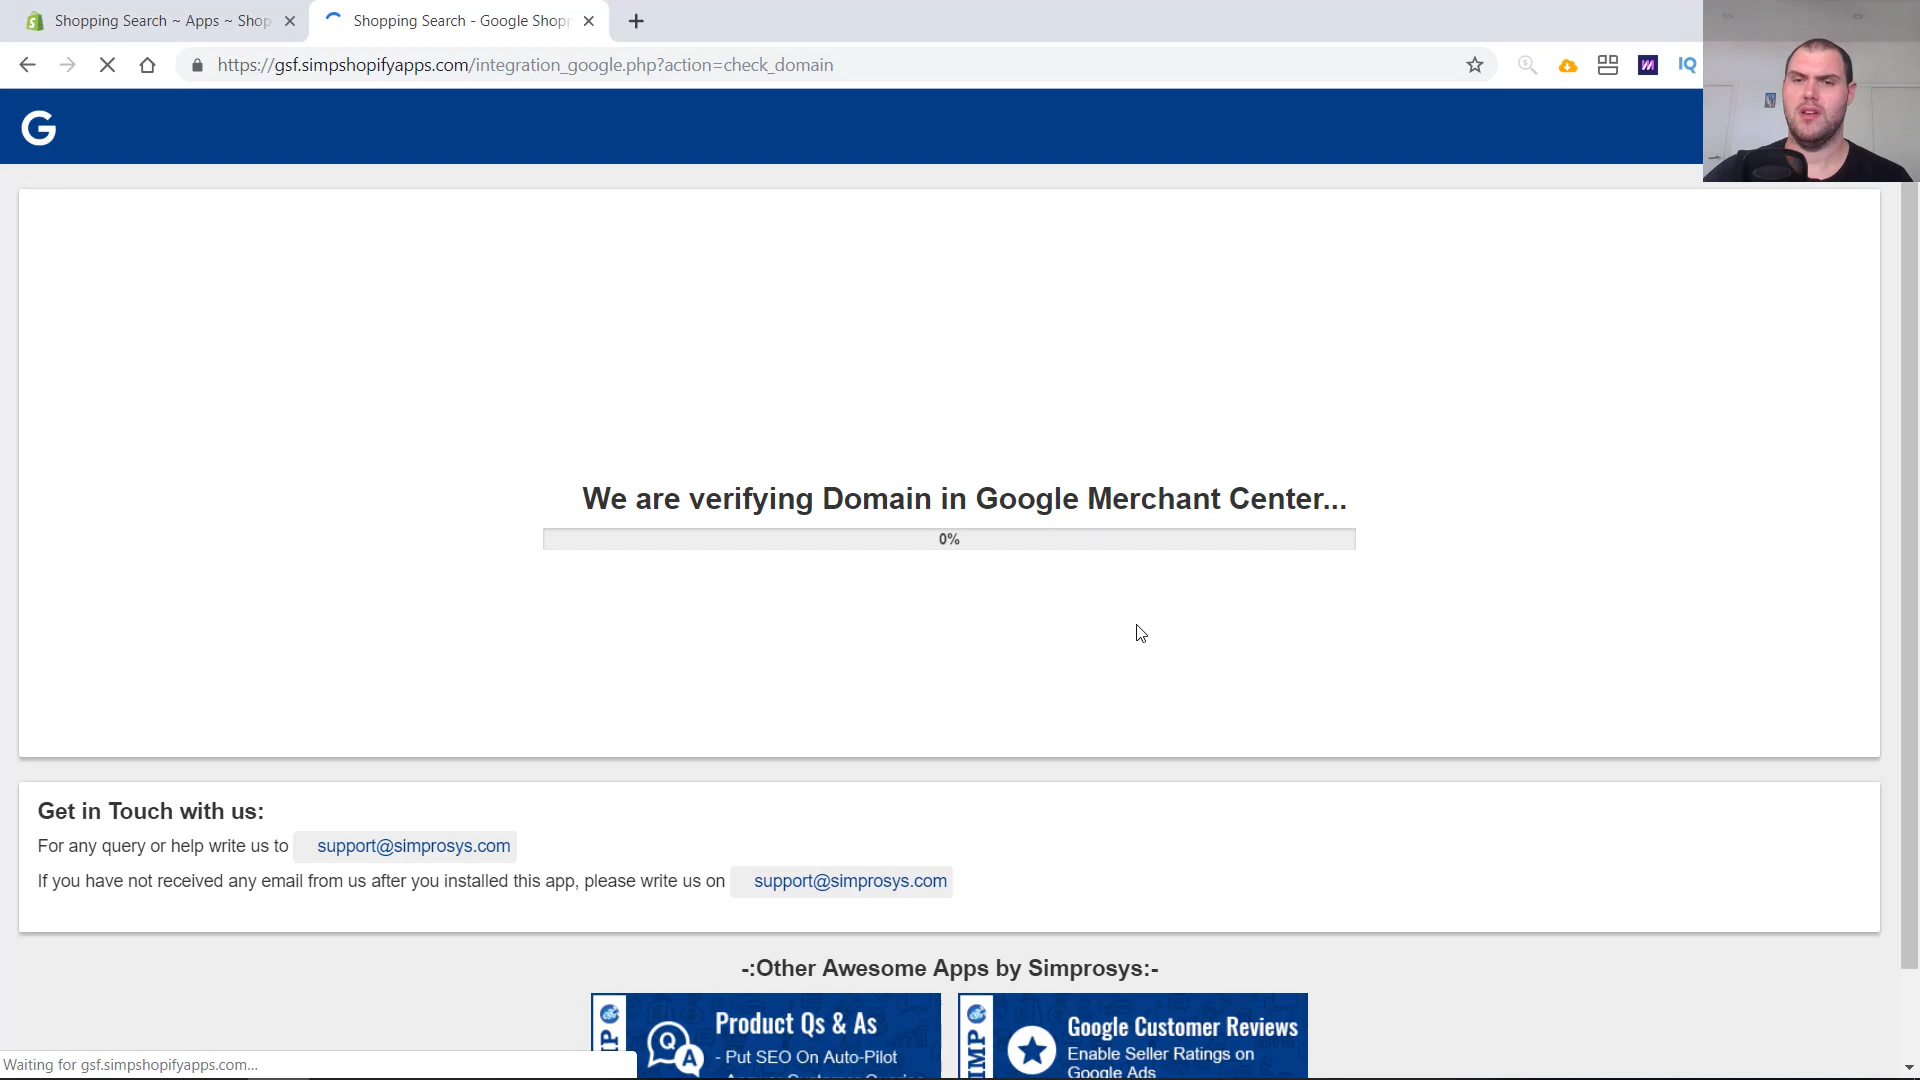 Shopping Search ~ Apps ~ Shop
Shopping Search - Google Shopp
https://gsf.simpshopifyapps.com/integration_google.php?action=check_domain
IQ
G
We are verifying Domain in Google Merchant Center...
0%
Get in Touch with us:
For any query or help write us to support@simprosys.com
If you have not received any email from us after you installed this app, please write us on support@simprosys.com
-:Other Awesome Apps by Simprosys:-
Product Qs & As
Q
A
- Put SEO On Auto-Pilot
Google Customer Reviews
Enable Seller Ratings on
Google Ads
Waiting for gsf.simpshopifyapps.com...